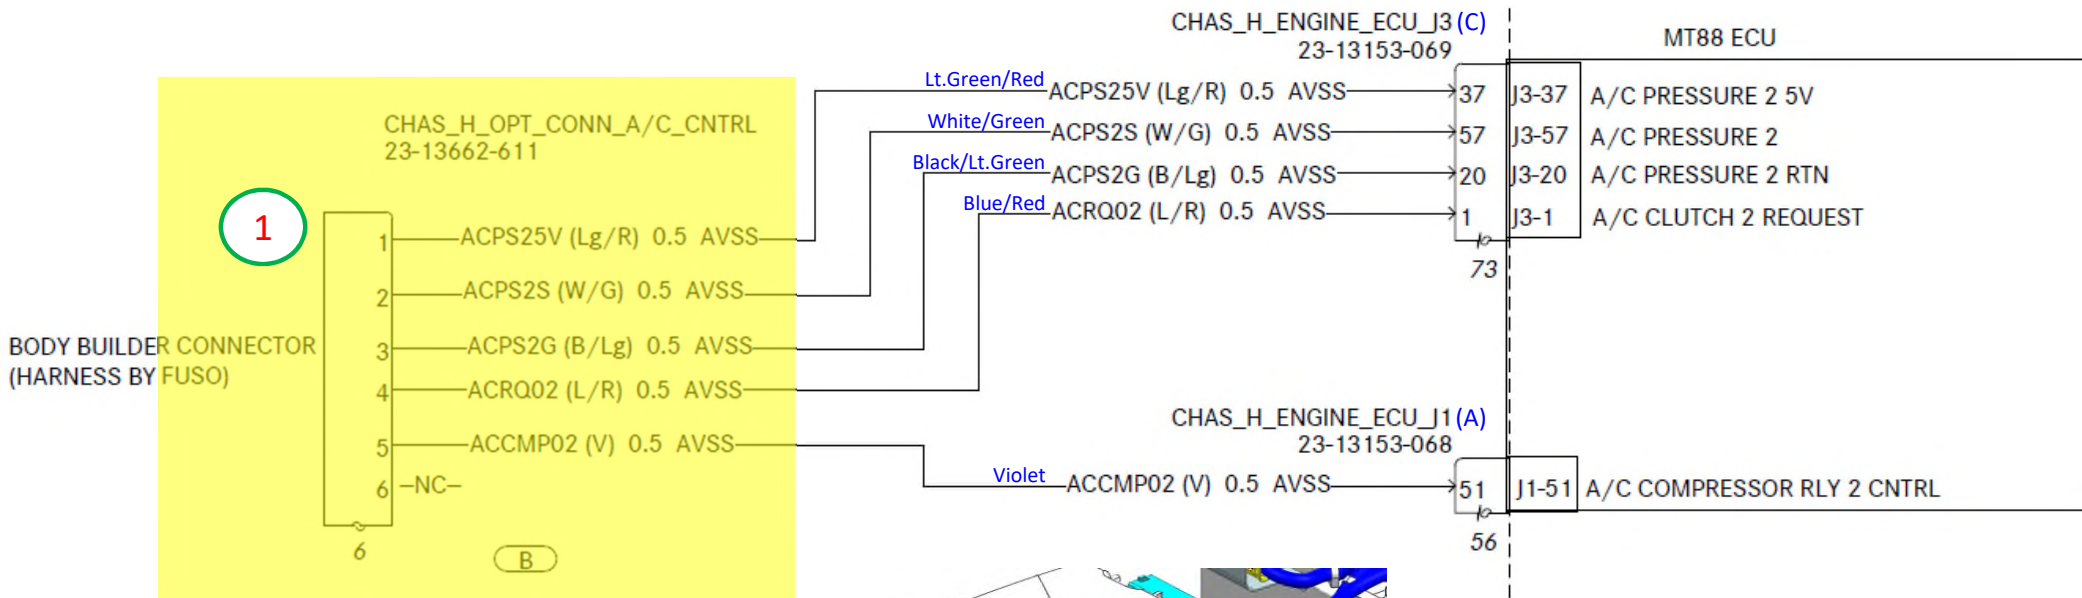 CHAS_H_ENGINE_ECU_J3 (C)
23-13153-069
MT88 ECU
CHAS_H_OPT_CONN_A/C_CNTRL
23-13662-611
Lt.Green/Red ACPS25V (Lg/R) 0.5 AVSS 37 J3-37 A/C PRESSURE 2 5V
White/Green ACPS2S (W/G) 0.5 AVSS 57 J3-57 A/C PRESSURE 2
Black/Lt.Green ACPS2G (B/Lg) 0.5 AVSS 20 J3-20 A/C PRESSURE 2 RTN
Blue/Red ACRQ02 (L/R) 0.5 AVSS 1 J3-1 A/C CLUTCH 2 REQUEST
73
1
1 ACPS25V (Lg/R) 0.5 AVSS
2 ACPS2S (W/G) 0.5 AVSS
BODY BUILDER CONNECTOR
(HARNESS BY FUSO)
3 ACPS2G (B/Lg) 0.5 AVSS
4 ACRQ02 (L/R) 0.5 AVSS
5 ACCMP02 (V) 0.5 AVSS
6 –NC–
6
B
CHAS_H_ENGINE_ECU_J1 (A)
23-13153-068
Violet ACCMP02 (V) 0.5 AVSS 51 J1-51 A/C COMPRESSOR RLY 2 CNTRL
56